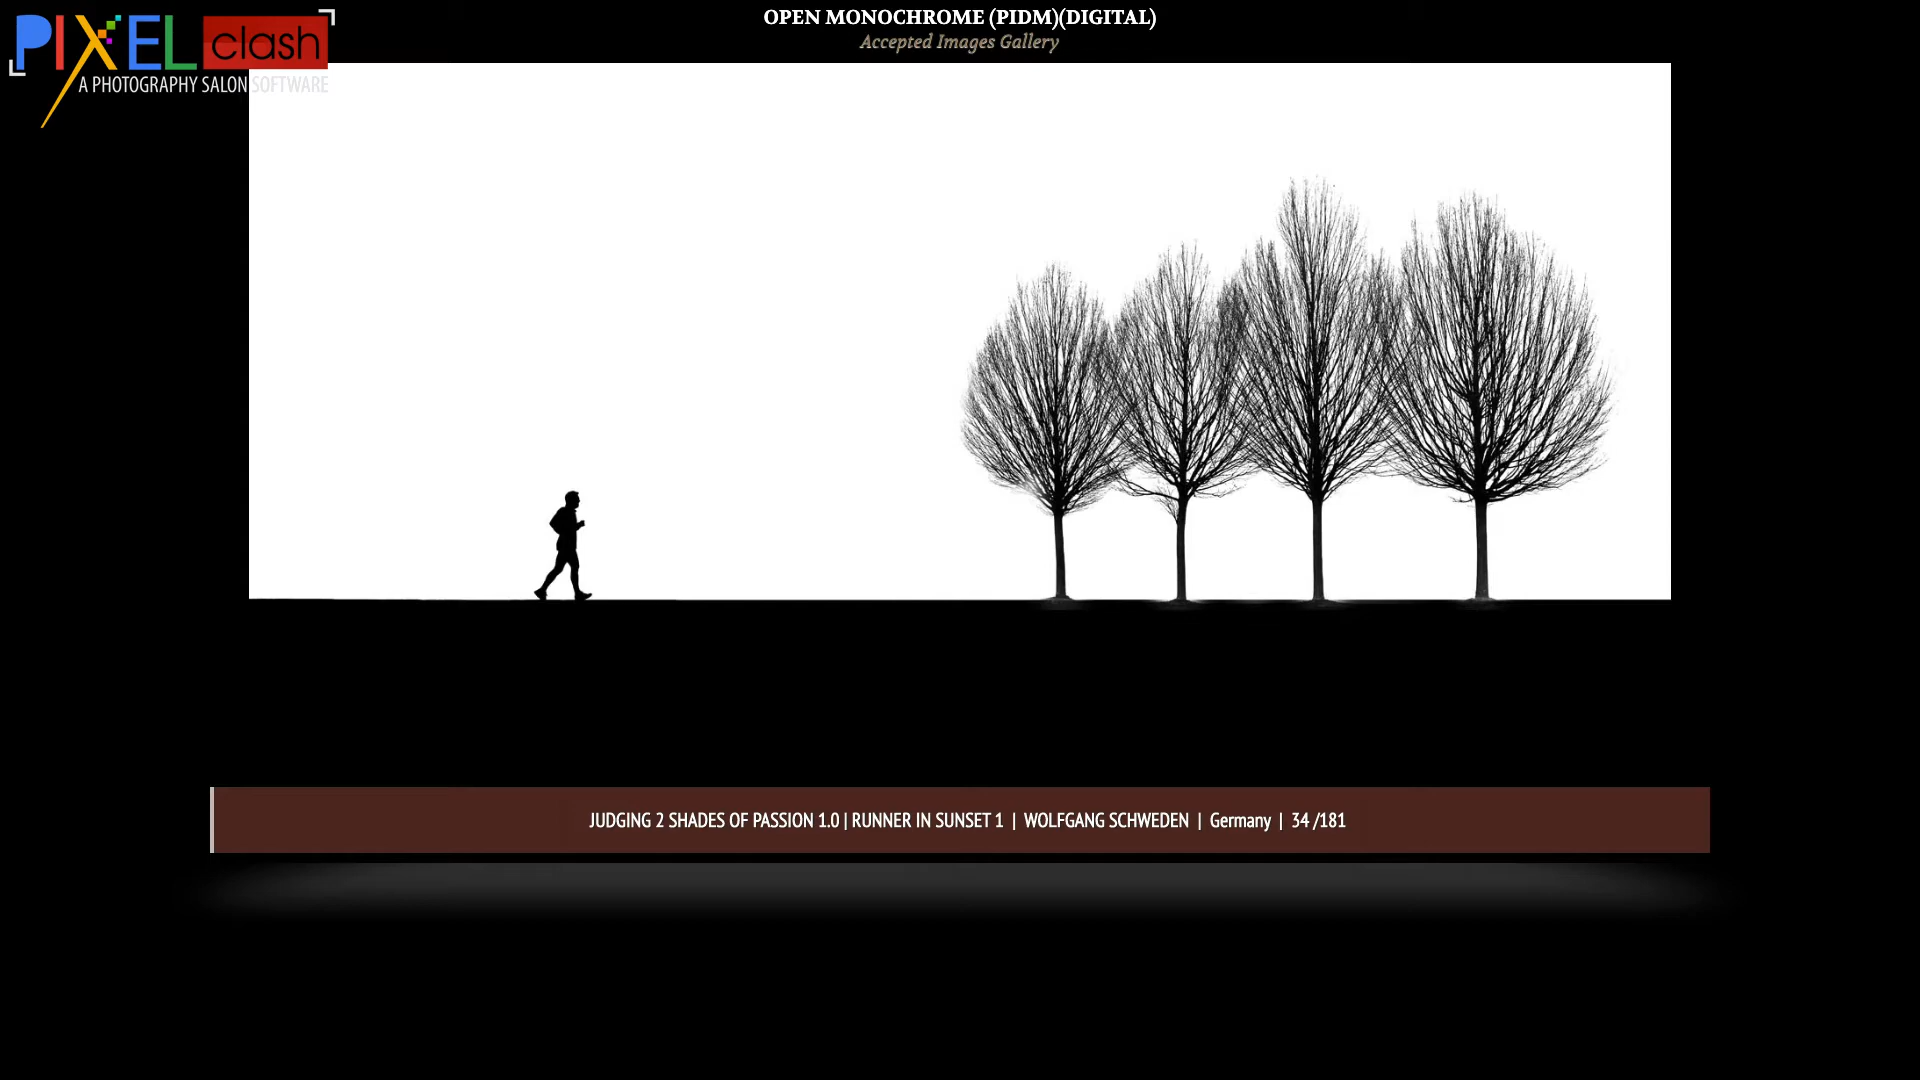 OPEN MONOCHROME (PIDM)(DIGITAL)
Accepted Images Gallery
PIXEL clash
A PHOTOGRAPHY SALON SOFTWARE
JUDGING 2 SHADES OF PASSION 1.0 | RUNNER IN SUNSET 1 | WOLFGANG SCHWEDEN | Germany | 34 /181